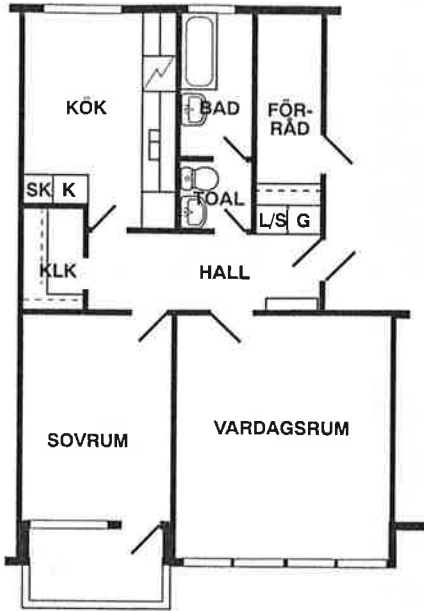 KÖK
BAD
FÖR-
RÅD
SK K
TOAL
L/S G
KLK
HALL
SOVRUM
VARDAGSRUM